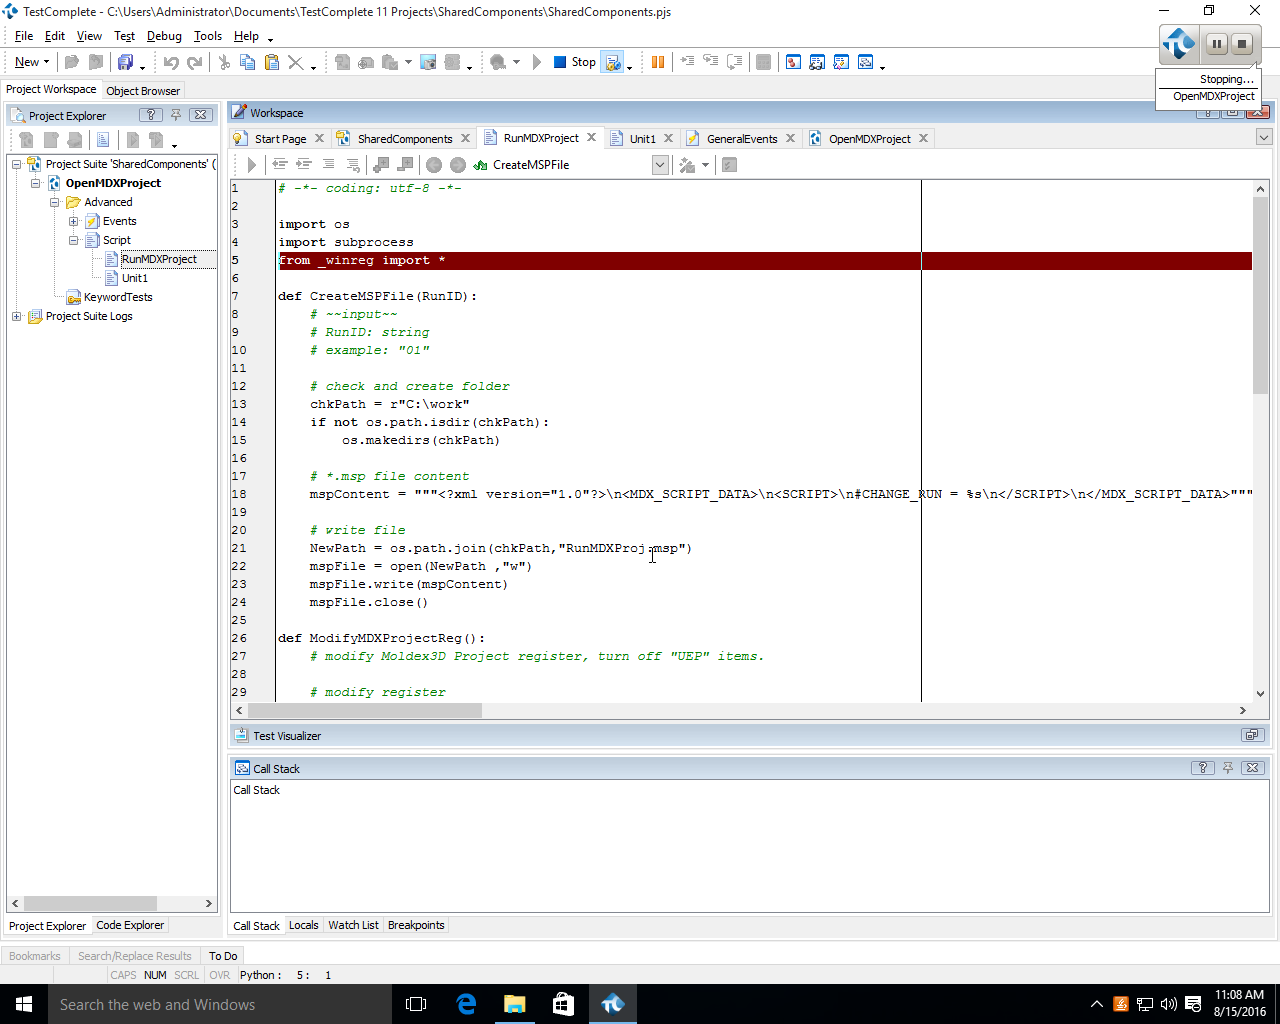 TestComplete - C:\Users\Administrator\Documents\TestComplete 11 Projects\SharedComponents\SharedComponents.pjs
File Edit View Test Debug Tools Help
New Stop
Stopping...
OpenMDXProject
Project Workspace Object Browser
Project Explorer
Project Suite 'SharedComponents' (
OpenMDXProject
Advanced
Events
Script
RunMDXProject
Unit1
KeywordTests
Project Suite Logs
Project Explorer Code Explorer
Workspace
Start Page SharedComponents RunMDXProject Unit1 GeneralEvents OpenMDXProject
CreateMSPFile
1 # -*- coding: utf-8 -*-
2
3 import os
4 import subprocess
5 from _winreg import *
6
7 def CreateMSPFile(RunID):
8 # ~~input~~
9 # RunID: string
10 # example: "01"
11
12 # check and create folder
13 chkPath = r"C:\work"
14 if not os.path.isdir(chkPath):
15 os.makedirs(chkPath)
16
17 # *.msp file content
18 mspContent = """<?xml version="1.0"?>\n<MDX_SCRIPT_DATA>\n<SCRIPT>\n#CHANGE_RUN = %s\n</SCRIPT>\n</MDX_SCRIPT_DATA>"""
19
20 # write file
21 NewPath = os.path.join(chkPath,"RunMDXProj.msp")
22 mspFile = open(NewPath ,"w")
23 mspFile.write(mspContent)
24 mspFile.close()
25
26 def ModifyMDXProjectReg():
27 # modify Moldex3D Project register, turn off "UEP" items.
28
29 # modify register
Test Visualizer
Call Stack
Call Stack
Call Stack Locals Watch List Breakpoints
Bookmarks Search/Replace Results To Do
CAPS NUM SCRL OVR Python : 5 : 1
Search the web and Windows
11:08 AM
8/15/2016